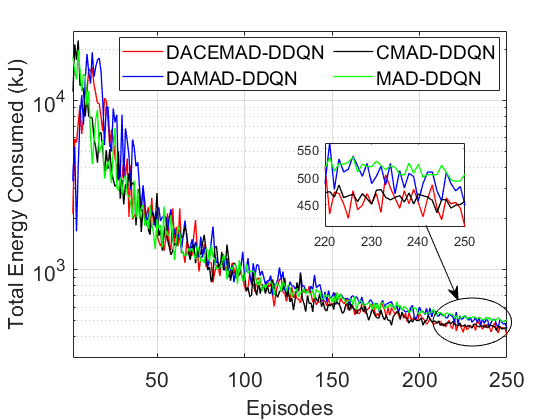 DACEMAD-DDQN CMAD-DDQN
DAMAD-DDQN MAD-DDQN
Total Energy Consumed (kJ)
10^4
10^3
550
500
450
220 230 240 250
50 100 150 200 250
Episodes